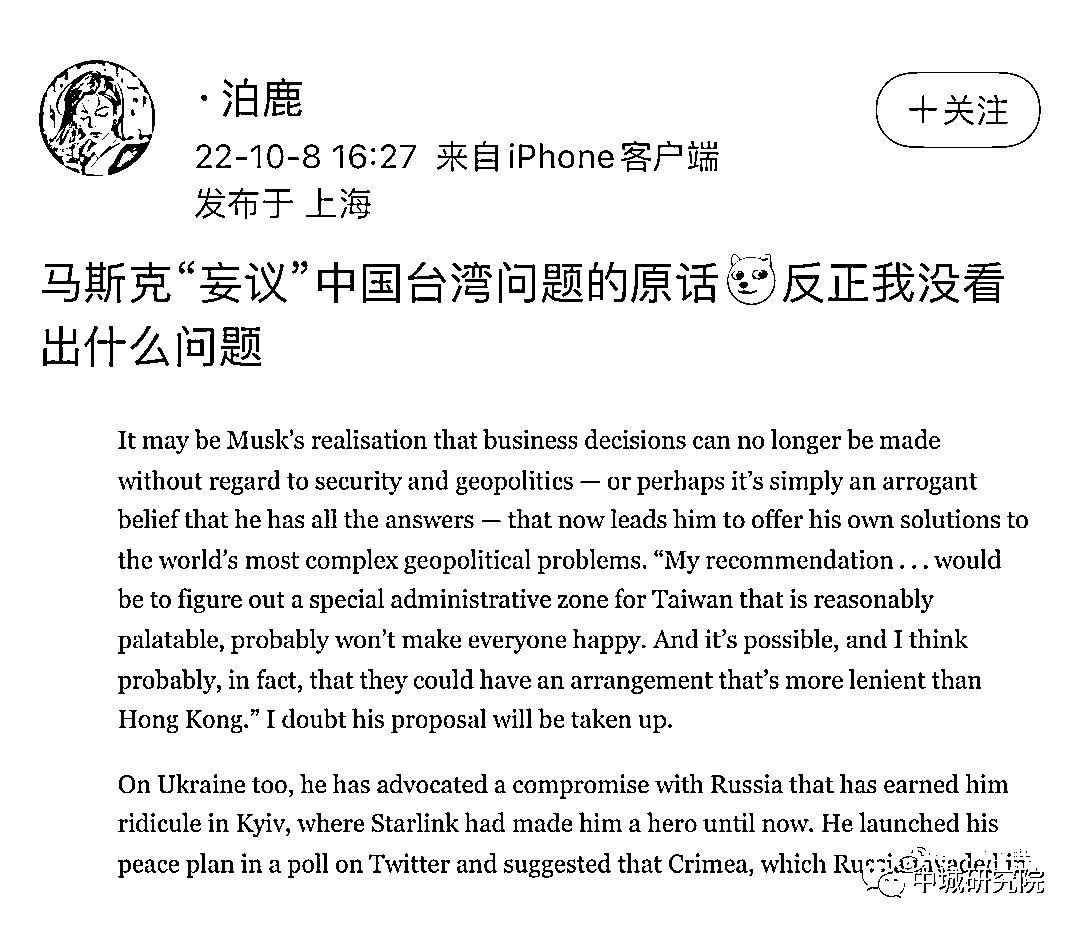 ·泊鹿
+关注
22-10-8 16:27 来自iPhone客户端
发布于 上海
马斯克“妄议”中国台湾问题的原话反正我没看
出什么问题
It may be Musk’s realisation that business decisions can no longer be made
without regard to security and geopolitics — or perhaps it’s simply an arrogant
belief that he has all the answers — that now leads him to offer his own solutions to
the world’s most complex geopolitical problems. “My recommendation . . . would
be to figure out a special administrative zone for Taiwan that is reasonably
palatable, probably won’t make everyone happy. And it’s possible, and I think
probably, in fact, that they could have an arrangement that’s more lenient than
Hong Kong.” I doubt his proposal will be taken up.
On Ukraine too, he has advocated a compromise with Russia that has earned him
ridicule in Kyiv, where Starlink had made him a hero until now. He launched his
peace plan in a poll on Twitter and suggested that Crimea, which Russia invaded in
中城研究院